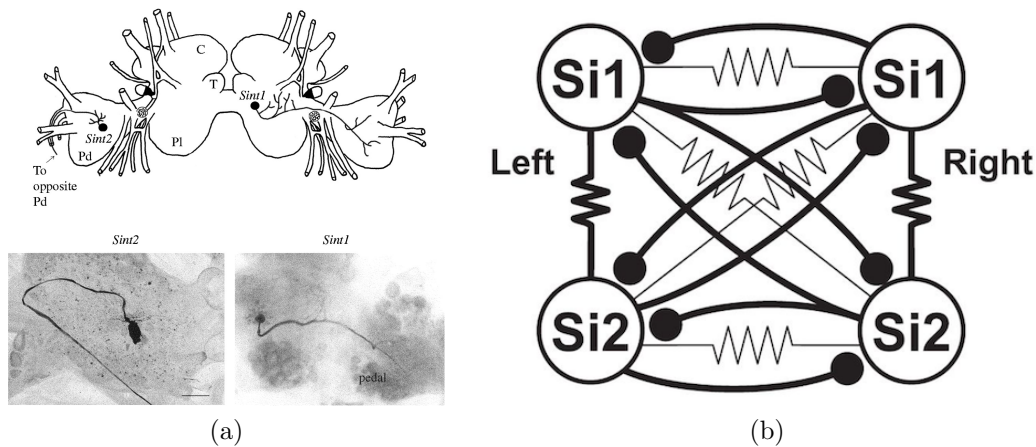 C
T
Sint1
Sint2
Pd
Pl
To
opposite
Pd
Sint2
Sint1
pedal
(a)
Si1
Si1
Left
Right
Si2
Si2
(b)